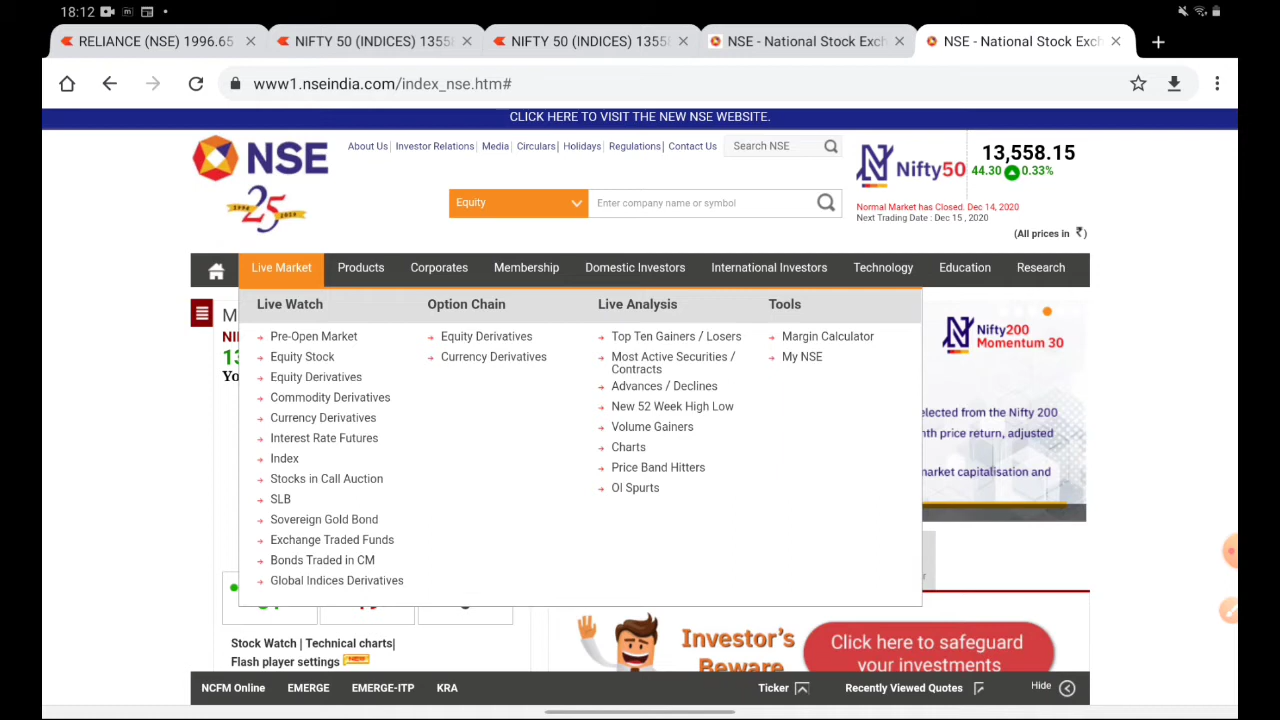 18:12
RELIANCE (NSE) 1996.65
NIFTY 50 (INDICES) 1355
NIFTY 50 (INDICES) 1355
NSE - National Stock Exch
NSE - National Stock Exch
www1.nseindia.com/index_nse.htm#
CLICK HERE TO VISIT THE NEW NSE WEBSITE.
NSE
1994 25 2019
About Us | Investor Relations | Media | Circulars | Holidays | Regulations | Contact Us
Search NSE
Nifty50
13,558.15
44.30 0.33%
Equity
Enter company name or symbol
Normal Market has Closed. Dec 14, 2020
Next Trading Date : Dec 15 , 2020
(All prices in ₹)
Live Market
Products
Corporates
Membership
Domestic Investors
International Investors
Technology
Education
Research
M
NI
13
Yo
Live Watch
Pre-Open Market
Equity Stock
Equity Derivatives
Commodity Derivatives
Currency Derivatives
Interest Rate Futures
Index
Stocks in Call Auction
SLB
Sovereign Gold Bond
Exchange Traded Funds
Bonds Traded in CM
Global Indices Derivatives
Option Chain
Equity Derivatives
Currency Derivatives
Live Analysis
Top Ten Gainers / Losers
Most Active Securities /
Contracts
Advances / Declines
New 52 Week High Low
Volume Gainers
Charts
Price Band Hitters
OI Spurts
Tools
Margin Calculator
My NSE
Nifty200
Momentum 30
elected from the Nifty 200
nth price return, adjusted
market capitalisation and
Stock Watch | Technical charts|
Flash player settings
Investor's
Beware
Click here to safeguard
your investments
NCFM Online
EMERGE
EMERGE-ITP
KRA
Ticker
Recently Viewed Quotes
Hide